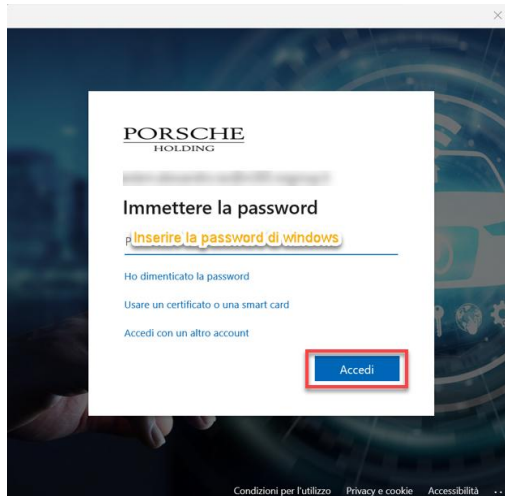 PORSCHE
HOLDING
Immettere la password
Inserire la password di windows
Ho dimenticato la password
Usare un certificato o una smart card
Accedi con un altro account
Accedi
Condizioni per l'utilizzo Privacy e cookie Accessibilità ..